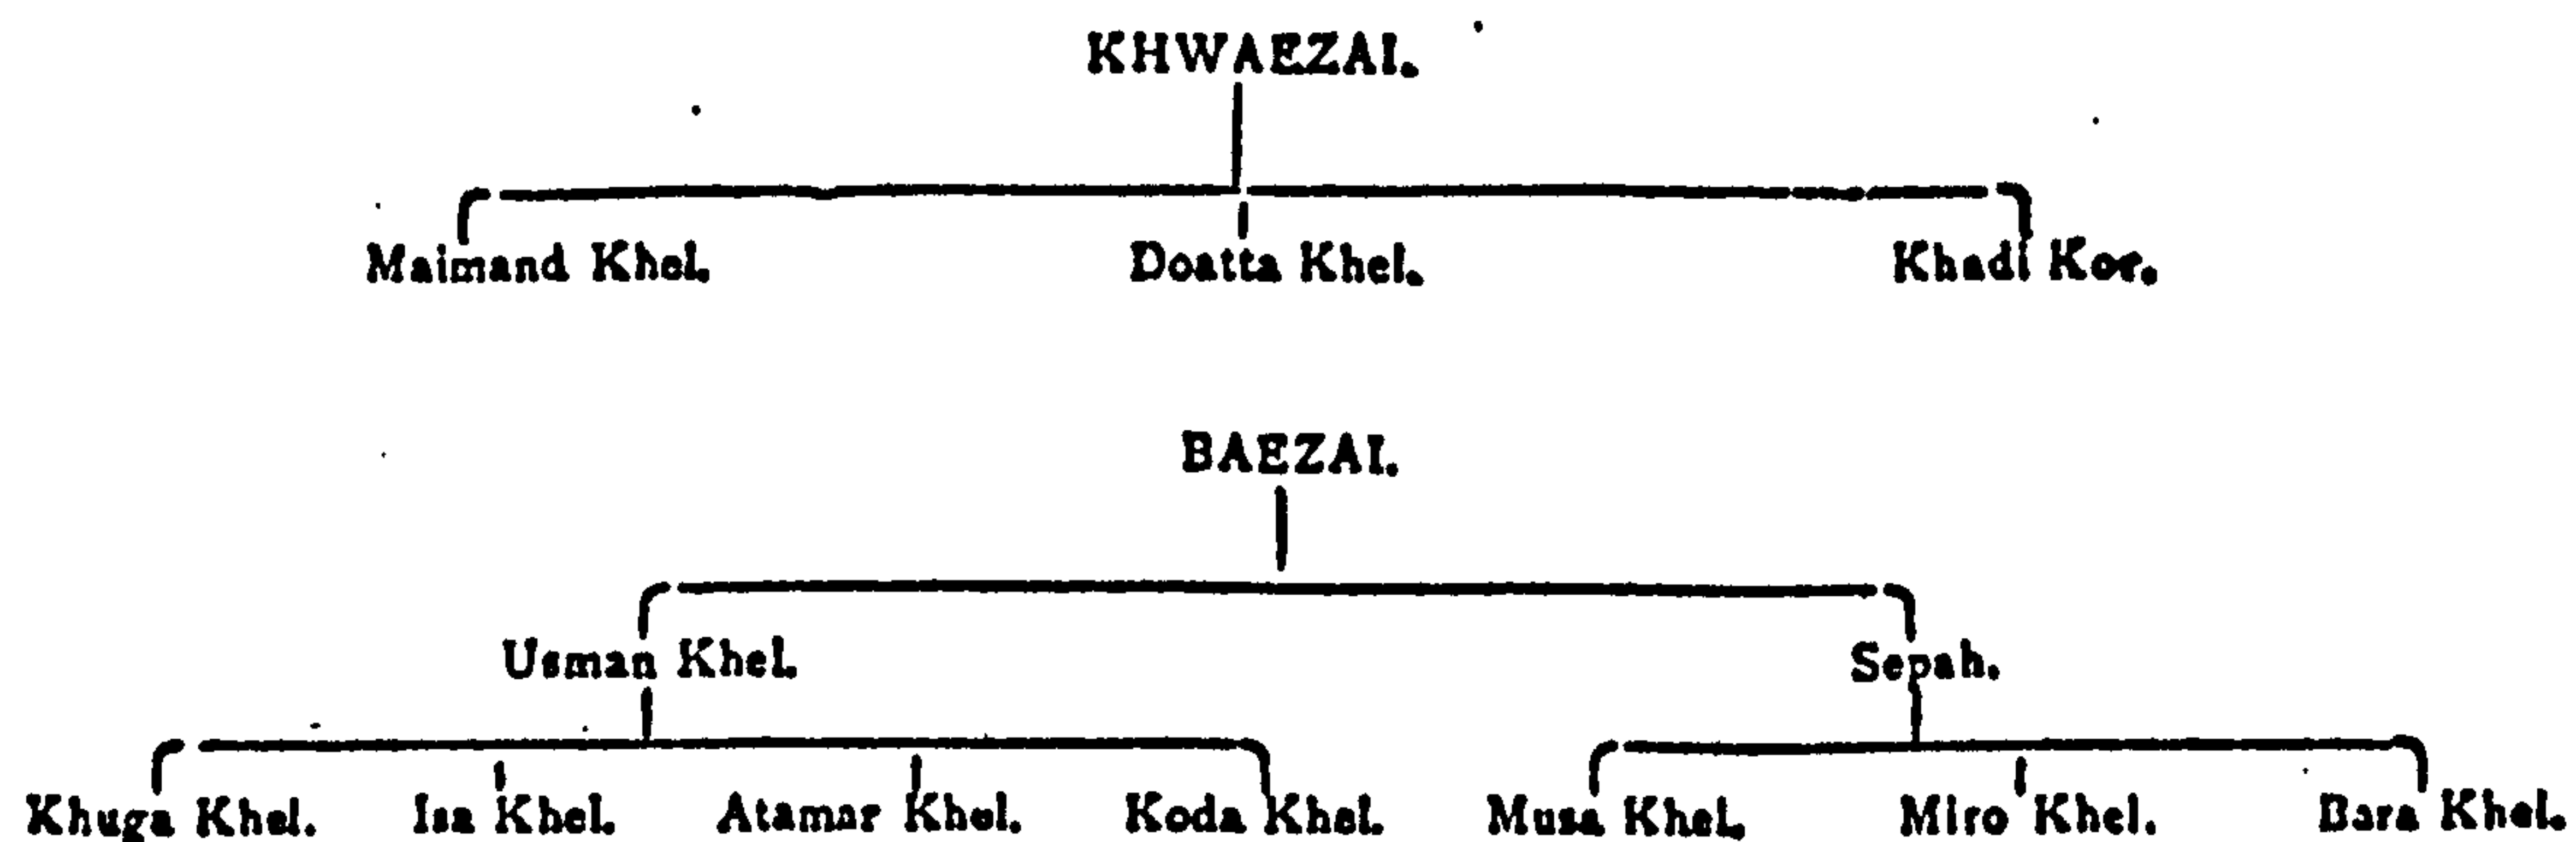 KHWAEZAI.
Maimand Khel. Doatta Khel. Khadi Kor.
BAEZAI.
Usman Khel. Sepah.
Khuga Khel. Isa Khel. Atamar Khel. Koda Khel. Musa Khel. Miro Khel. Bara Khel.